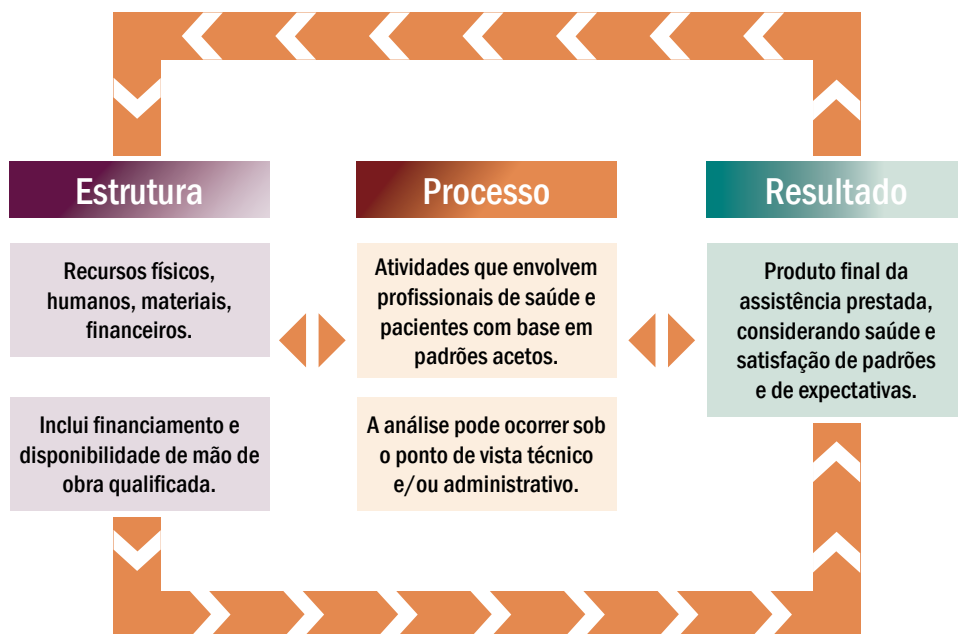 Estrutura
Recursos físicos,
humanos, materiais,
financeiros.
Inclui financiamento e
disponibilidade de mão de
obra qualificada.
Processo
Atividades que envolvem
profissionais de saúde e
pacientes com base em
padrões acetos.
A análise pode ocorrer sob
o ponto de vista técnico
e/ou administrativo.
Resultado
Produto final da
assistência prestada,
considerando saúde e
satisfação de padrões
e de expectativas.